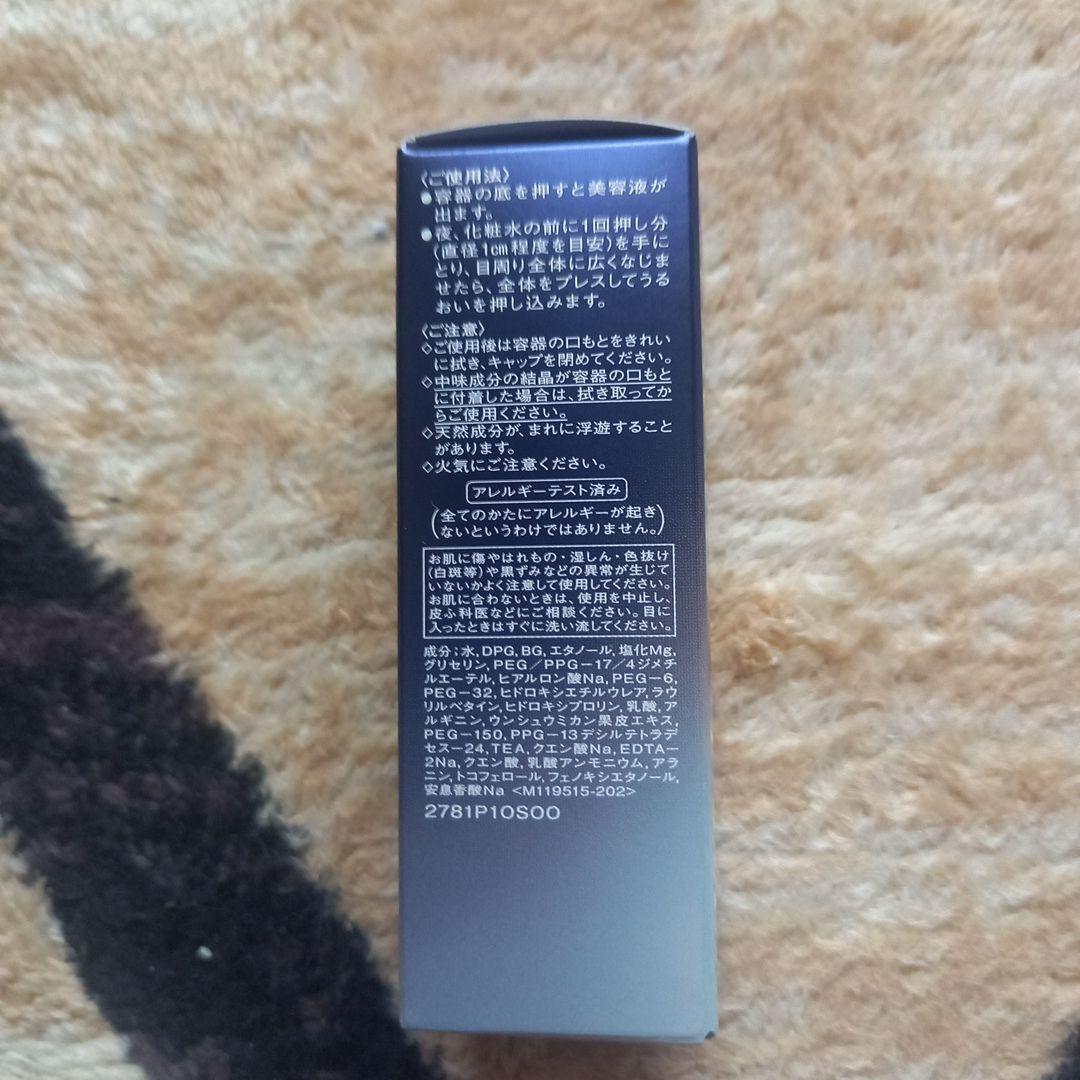 〈ご使用法〉
●容器の底を押すと美容液が
出ます。
●夜、化粧水の前に1回押し分
(直径1cm程度を目安)を手に
とり、目周り全体に広くなじま
せたら、全体をプレスしてうる
おいを押し込みます。
〈ご注意〉
◇ご使用後は容器の口もとをきれい
に拭き、キャップを閉めてください。
◇中味成分の結晶が容器の口もと
に付着した場合は、拭き取ってか
らご使用ください。
◇天然成分が、まれに浮遊すること
があります。
◇火気にご注意ください。
アレルギーテスト済み
(全てのかたにアレルギーが起き
ないというわけではありません。)
お肌に傷やはれもの・湿しん・色抜け
(白斑等)や黒ずみなどの異常が生じて
いないかよく注意して使用してください。
お肌に合わないときは、使用を中止し、
皮ふ科医などにご相談ください。目に
入ったときはすぐに洗い流してください。
成分:水,DPG,BG,エタノール,塩化Mg,
グリセリン,PEG/PPG-17/4ジメチ
ルエーテル,ヒアルロン酸Na,PEG-6,
PEG-32,ヒドロキシエチルウレア,ラウ
リルベタイン,ヒドロキシプロリン,乳酸,ア
ルギニン,ウンシュウミカン果皮エキス,
PEG-150,PPG-13デシルテトラデ
セス-24,TEA,クエン酸Na,EDTA-
2Na,クエン酸,乳酸アンモニウム,アラ
ニン,トコフェロール,フェノキシエタノール,
安息香酸Na <M119515-202>
2781P10S00